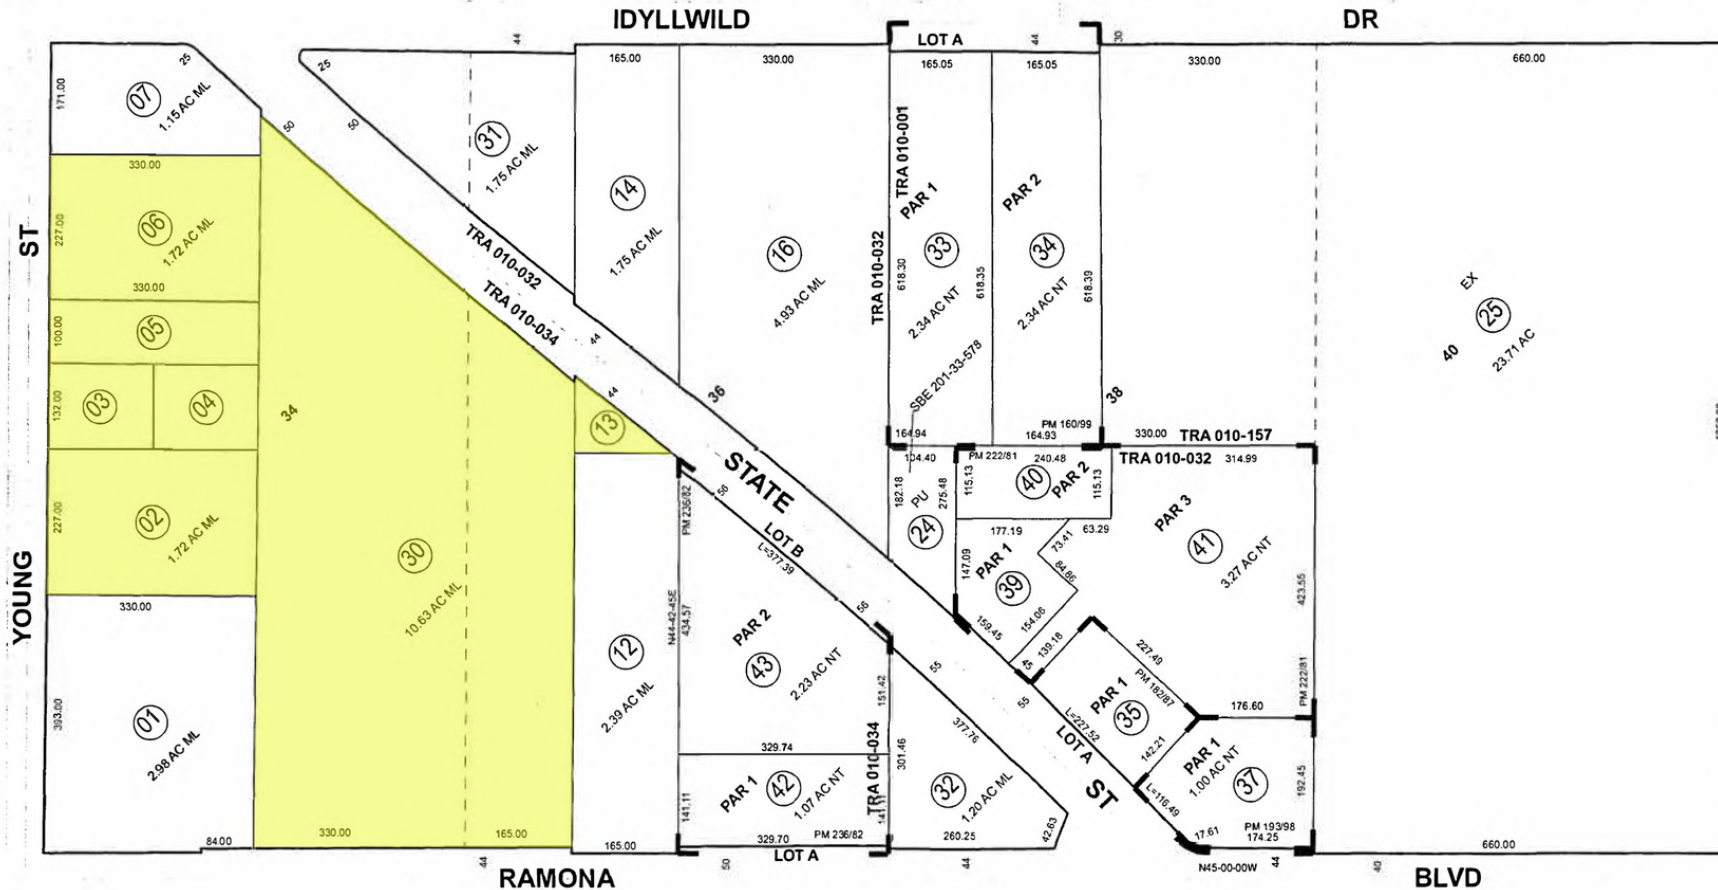 IDYLLWILD DR
LOT A
44
44
30
25
25
171.00
07
1.15 AC ML
50
50
31
1.75 AC ML
165.00
330.00
165.05
165.05
330.00
660.00
330.00
14
1.75 AC ML
16
4.93 AC ML
TRA 010-001
TRA 010-032
PAR 1
33
2.34 AC NT
618.30
618.35
PAR 2
34
2.34 AC NT
618.39
SBE 201-33-578
EX
25
40
23.71 AC
YOUNG ST
227.00
06
1.72 AC ML
330.00
100.00
05
132.00
03
04
34
227.00
02
1.72 AC ML
330.00
393.00
01
2.98 AC ML
84.00
TRA 010-032
TRA 010-034
44
44
13
36
38
30
10.63 AC ML
330.00
165.00
STATE ST
56
LOT B
L=377.39
56
PM 236/82
N44-42-45E
434.57
12
2.39 AC ML
165.00
PAR 2
43
2.23 AC NT
151.42
329.74
PAR 1
42
1.07 AC NT
141.11
141.11
329.70
PM 236/82
LOT A
TRA 010-034
301.46
32
1.20 AC ML
377.76
260.25
42.63
55
55
164.94
164.93
PM 160/99
330.00
TRA 010-157
104.40
PM 222/81
240.48
TRA 010-032
314.99
182.18
PU
24
275.48
115.13
40
PAR 2
115.13
177.19
63.29
73.41
84.86
147.09
PAR 1
39
159.45
154.06
45
139.18
PAR 3
41
3.27 AC NT
423.55
227.49
PM 182/87
PAR 1
35
L=227.52
LOT A
142.21
176.60
PM 222/81
PAR 1
1.00 AC NT
37
192.45
L=116.49
17.61
PM 193/98
174.25
N45-00-00W
660.00
44
50
44
44
40
RAMONA BLVD